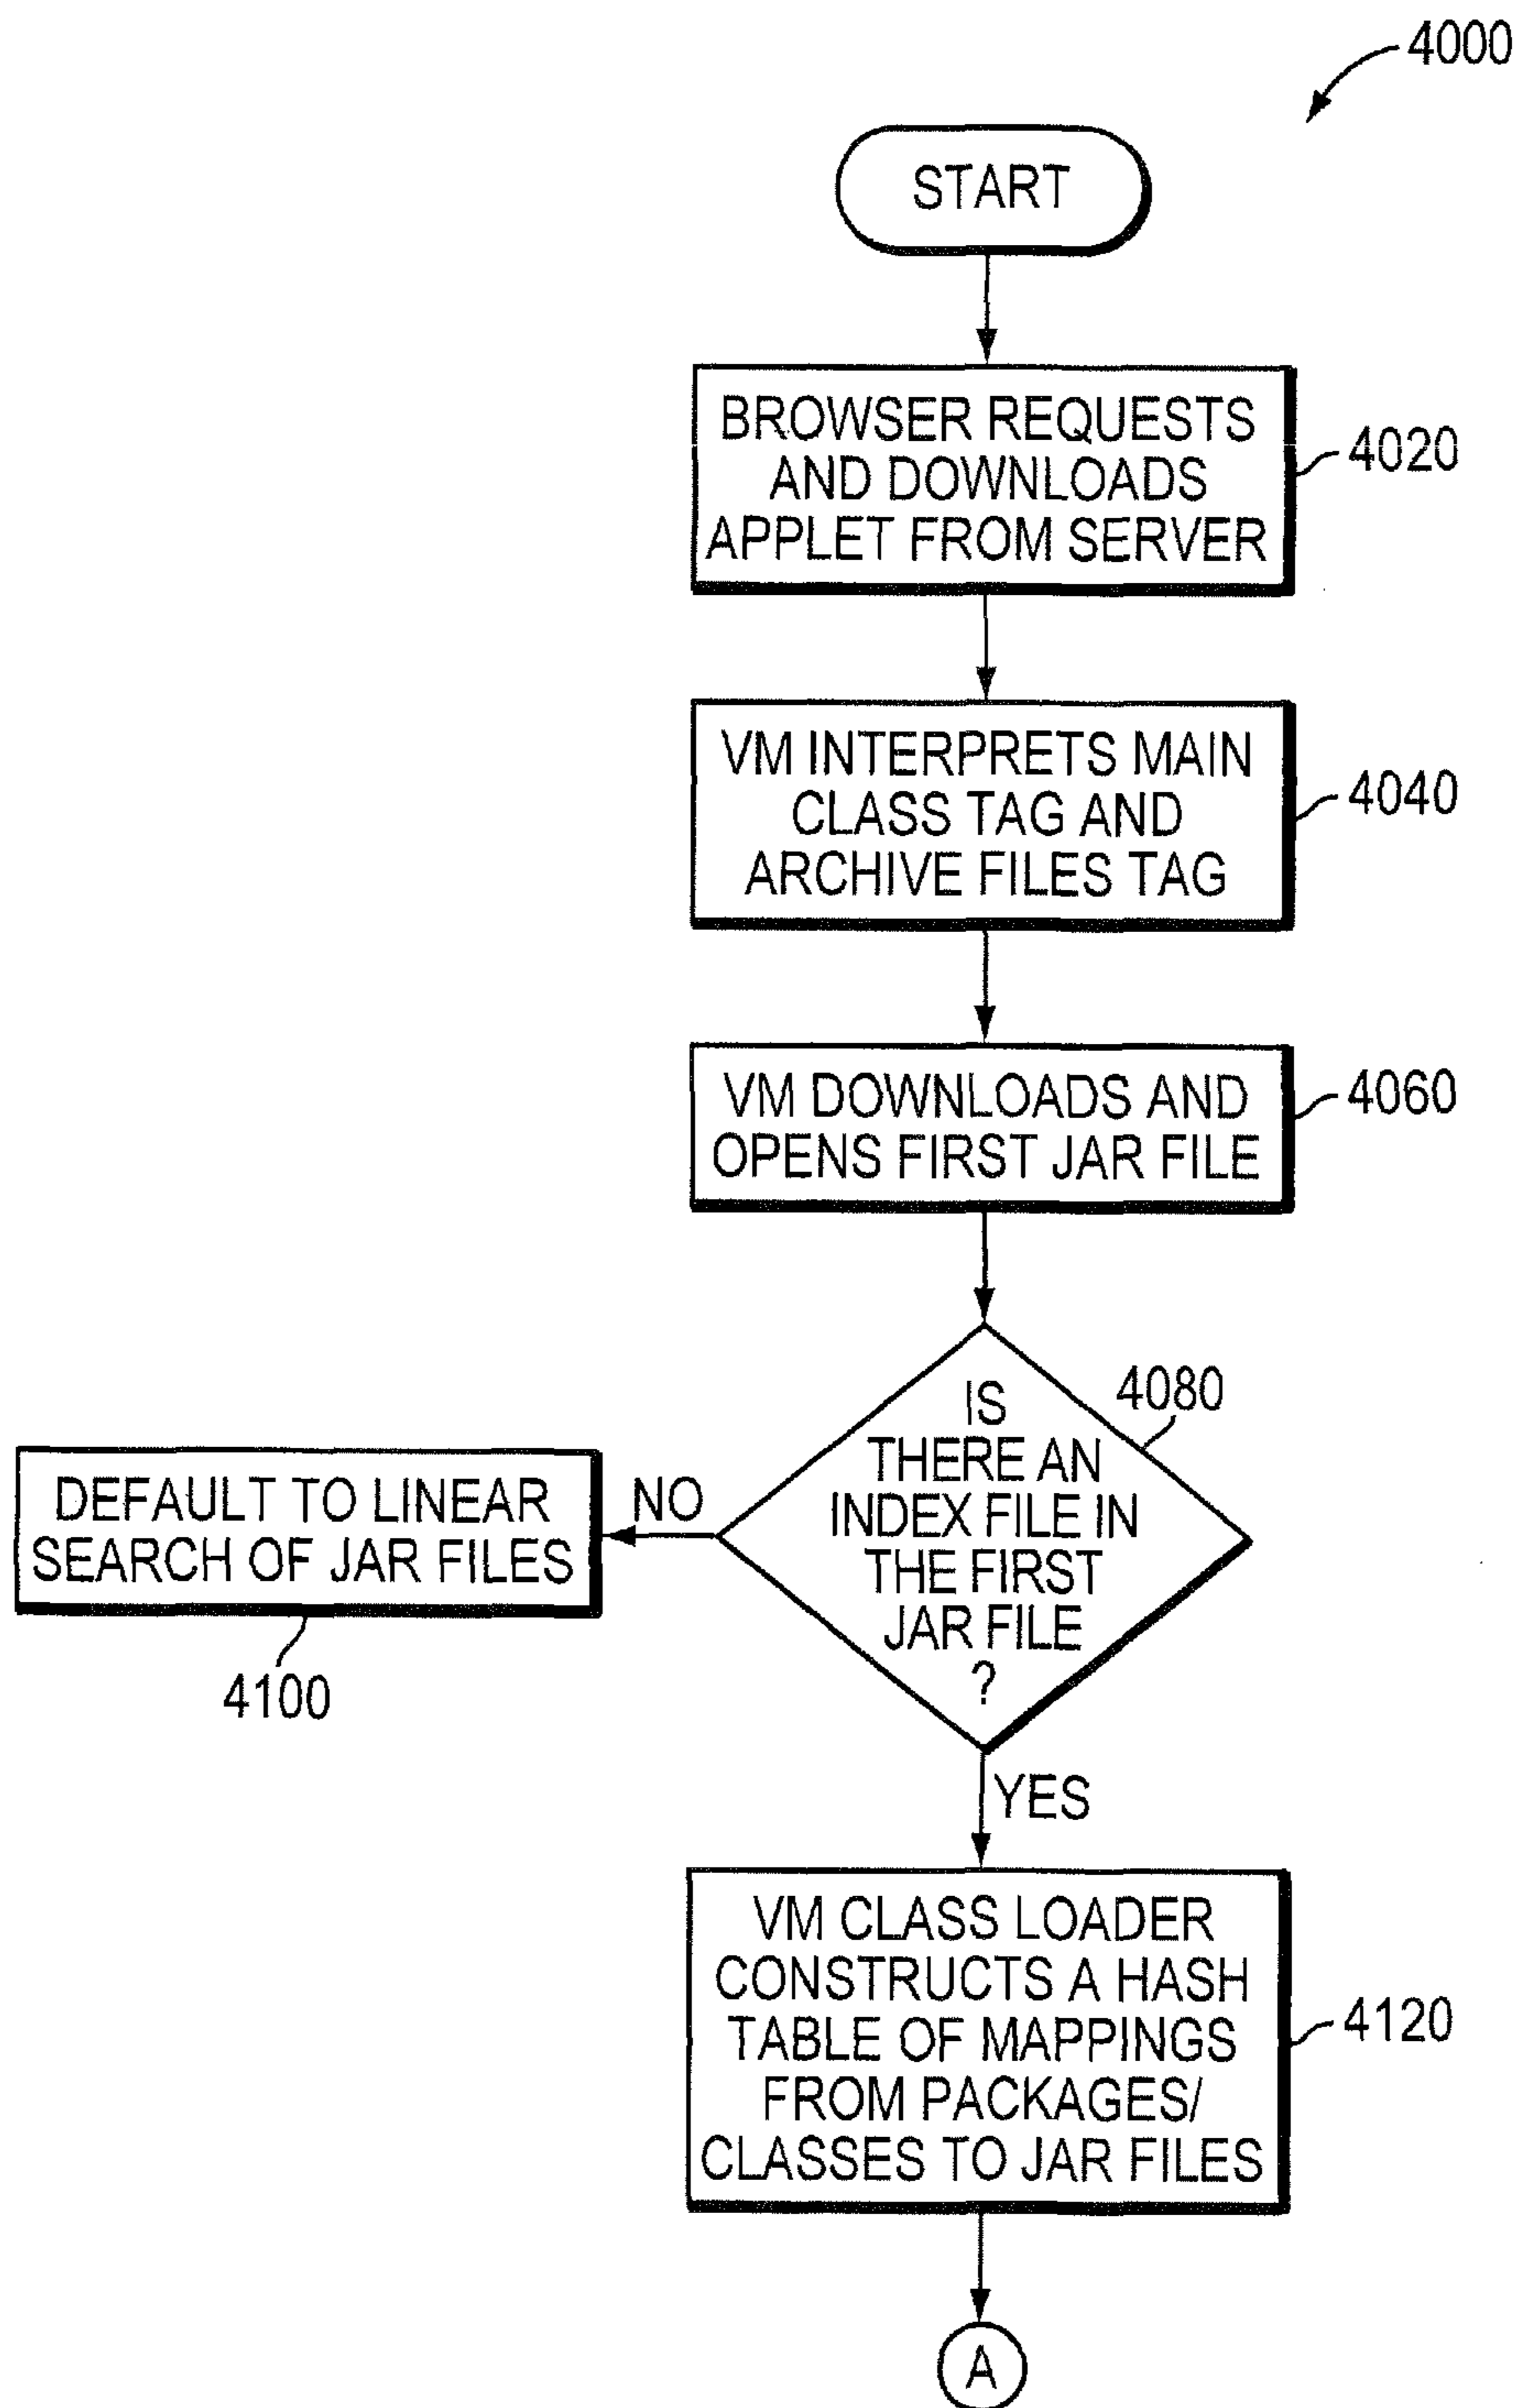 4000
START
BROWSER REQUESTS
AND DOWNLOADS
APPLET FROM SERVER
4020
VM INTERPRETS MAIN
CLASS TAG AND
ARCHIVE FILES TAG
4040
VM DOWNLOADS AND
OPENS FIRST JAR FILE
4060
IS
THERE AN
INDEX FILE IN
THE FIRST
JAR FILE
?
4080
NO
DEFAULT TO LINEAR
SEARCH OF JAR FILES
4100
YES
VM CLASS LOADER
CONSTRUCTS A HASH
TABLE OF MAPPINGS
FROM PACKAGES/
CLASSES TO JAR FILES
4120
A